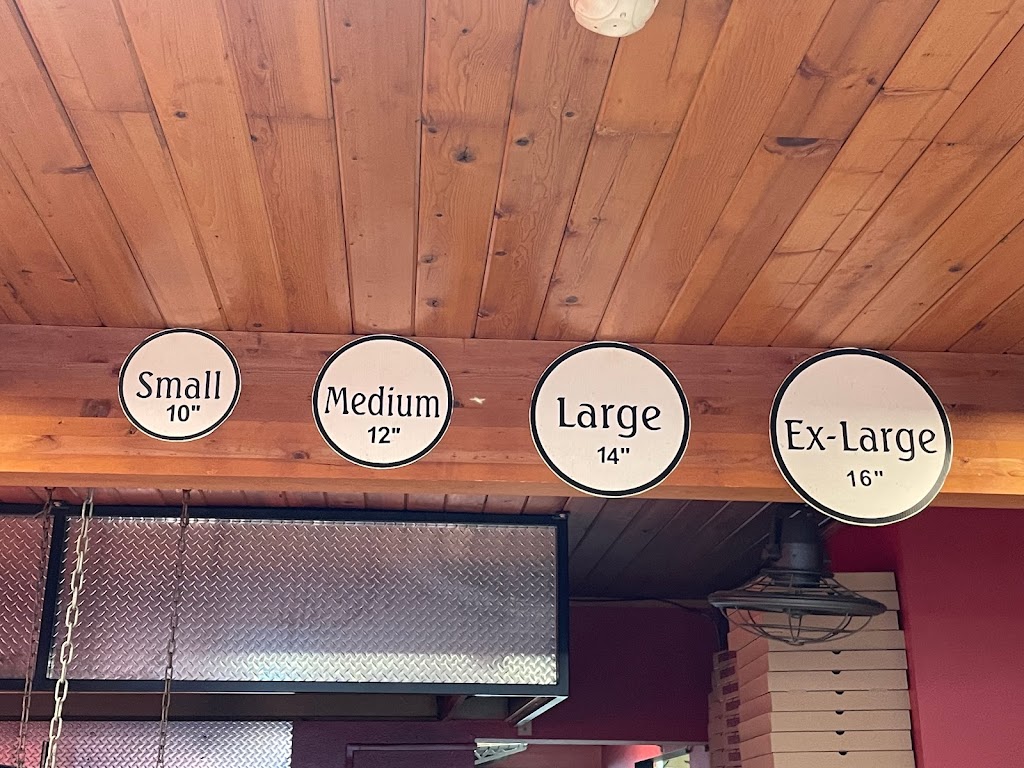 Small
10"
Medium
12"
Large
14"
Ex-Large
16"